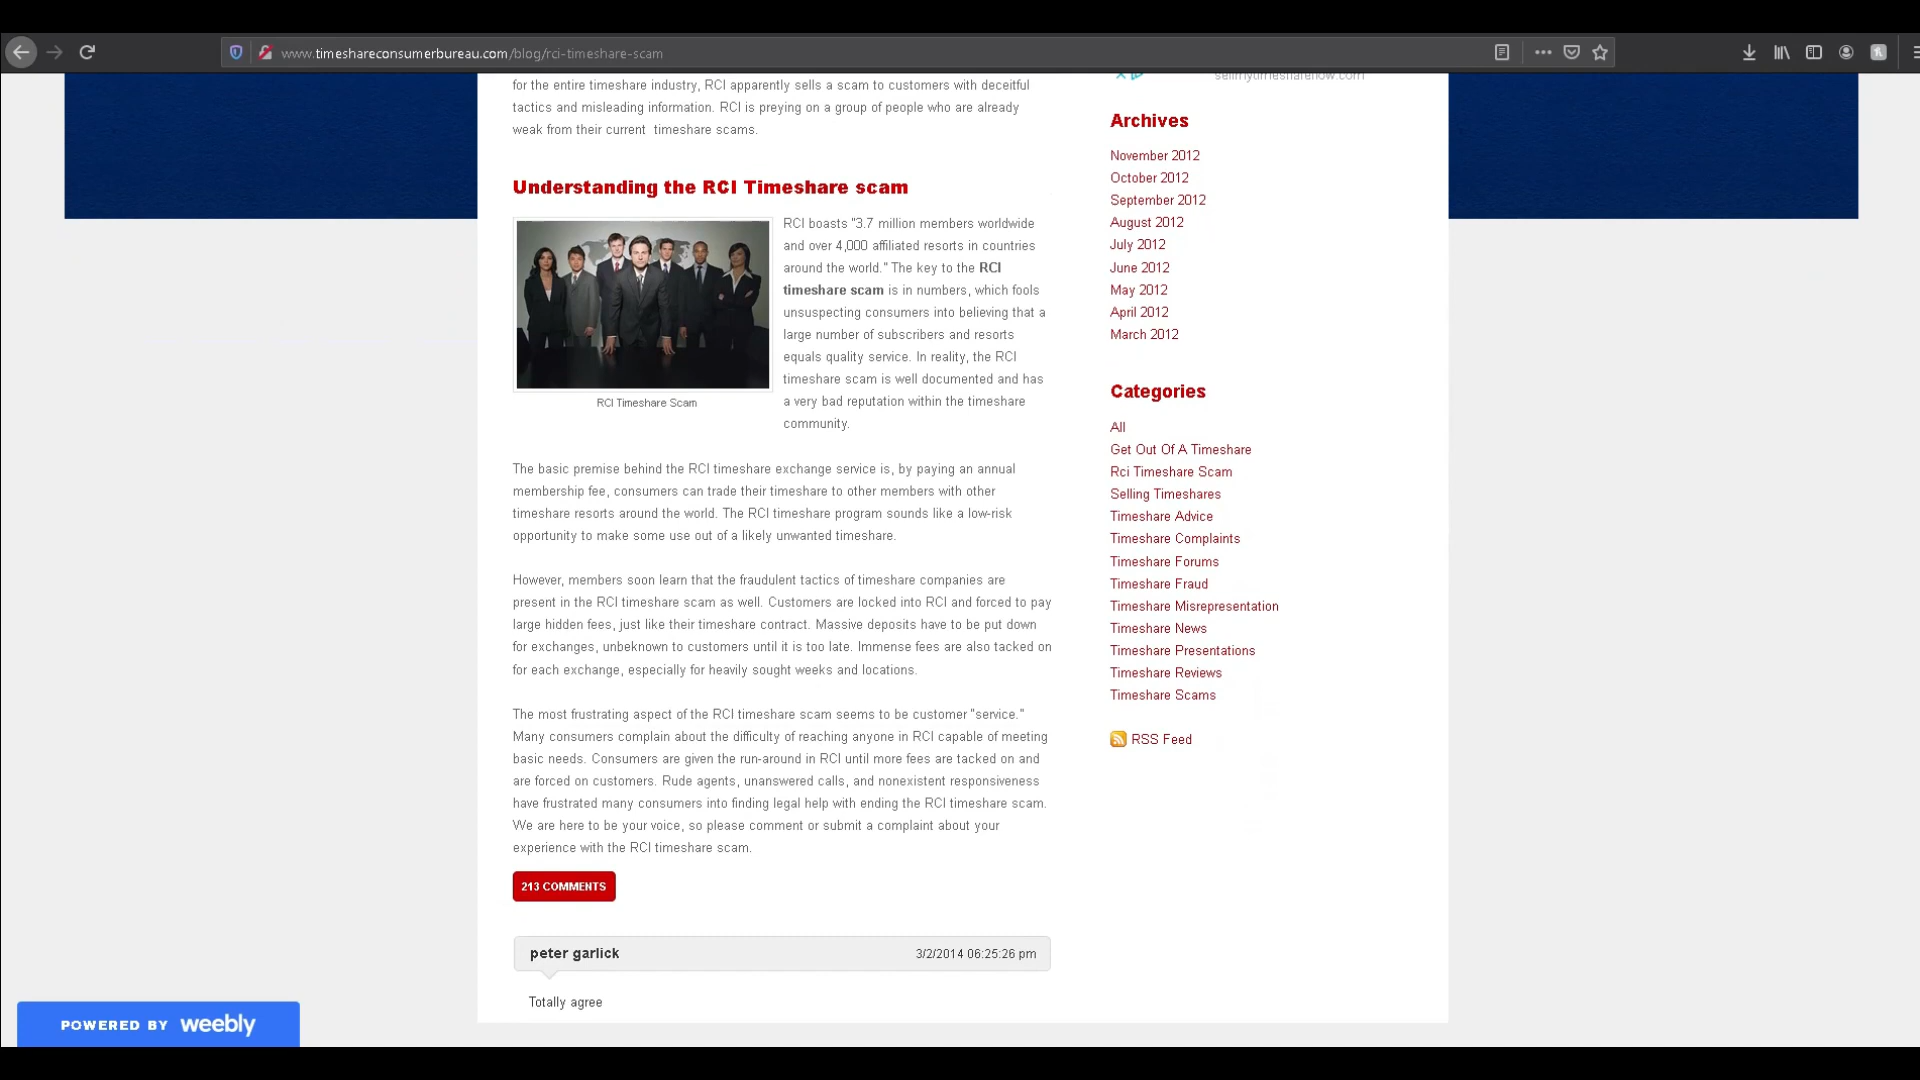 www.timeshareconsumerbureau.com/blog/rci-timeshare-scam
for the entire timeshare industry, RCI apparently sells a scam to customers with deceitful
tactics and misleading information. RCI is preying on a group of people who are already
weak from their current timeshare scams.
Understanding the RCI Timeshare scam
RCI boasts "3.7 million members worldwide
and over 4,000 affiliated resorts in countries
around the world." The key to the RCI
timeshare scam is in numbers, which fools
unsuspecting consumers into believing that a
large number of subscribers and resorts
equals quality service. In reality, the RCI
timeshare scam is well documented and has
a very bad reputation within the timeshare
community.
RCI Timeshare Scam
The basic premise behind the RCI timeshare exchange service is, by paying an annual
membership fee, consumers can trade their timeshare to other members with other
timeshare resorts around the world. The RCI timeshare program sounds like a low-risk
opportunity to make some use out of a likely unwanted timeshare.
However, members soon learn that the fraudulent tactics of timeshare companies are
present in the RCI timeshare scam as well. Customers are locked into RCI and forced to pay
large hidden fees, just like their timeshare contract. Massive deposits have to be put down
for exchanges, unbeknown to customers until it is too late. Immense fees are also tacked on
for each exchange, especially for heavily sought weeks and locations.
The most frustrating aspect of the RCI timeshare scam seems to be customer "service."
Many consumers complain about the difficulty of reaching anyone in RCI capable of meeting
basic needs. Consumers are given the run-around in RCI until more fees are tacked on and
are forced on customers. Rude agents, unanswered calls, and nonexistent responsiveness
have frustrated many consumers into finding legal help with ending the RCI timeshare scam.
We are here to be your voice, so please comment or submit a complaint about your
experience with the RCI timeshare scam.
213 COMMENTS
peter garlick 3/2/2014 06:25:26 pm
Totally agree
sellmytimesharenow.com
Archives
November 2012
October 2012
September 2012
August 2012
July 2012
June 2012
May 2012
April 2012
March 2012
Categories
All
Get Out Of A Timeshare
Rci Timeshare Scam
Selling Timeshares
Timeshare Advice
Timeshare Complaints
Timeshare Forums
Timeshare Fraud
Timeshare Misrepresentation
Timeshare News
Timeshare Presentations
Timeshare Reviews
Timeshare Scams
RSS Feed
POWERED BY weebly